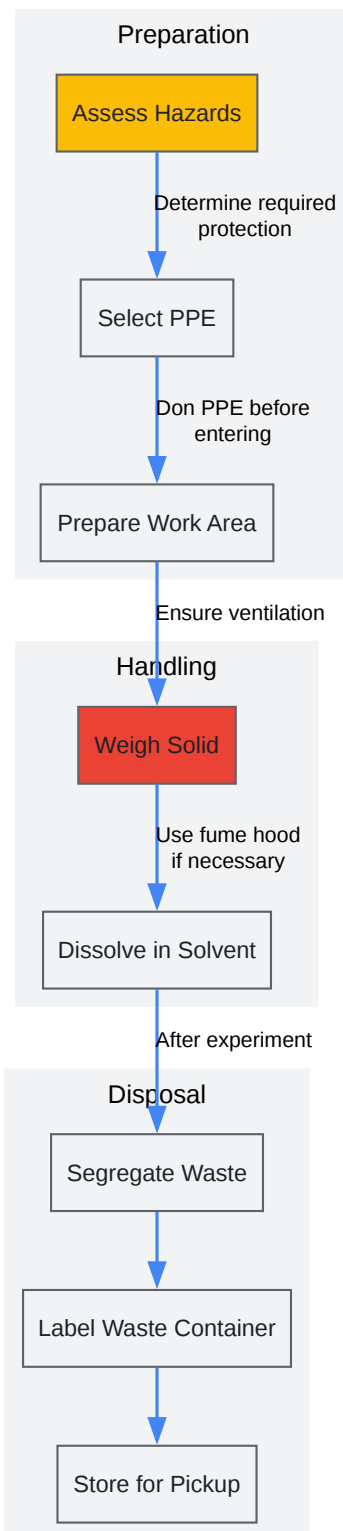 Preparation
Assess Hazards
Determine required
protection
Select PPE
Don PPE before
entering
Prepare Work Area
Ensure ventilation
Handling
Weigh Solid
Use fume hood
if necessary
Dissolve in Solvent
After experiment
Disposal
Segregate Waste
Label Waste Container
Store for Pickup